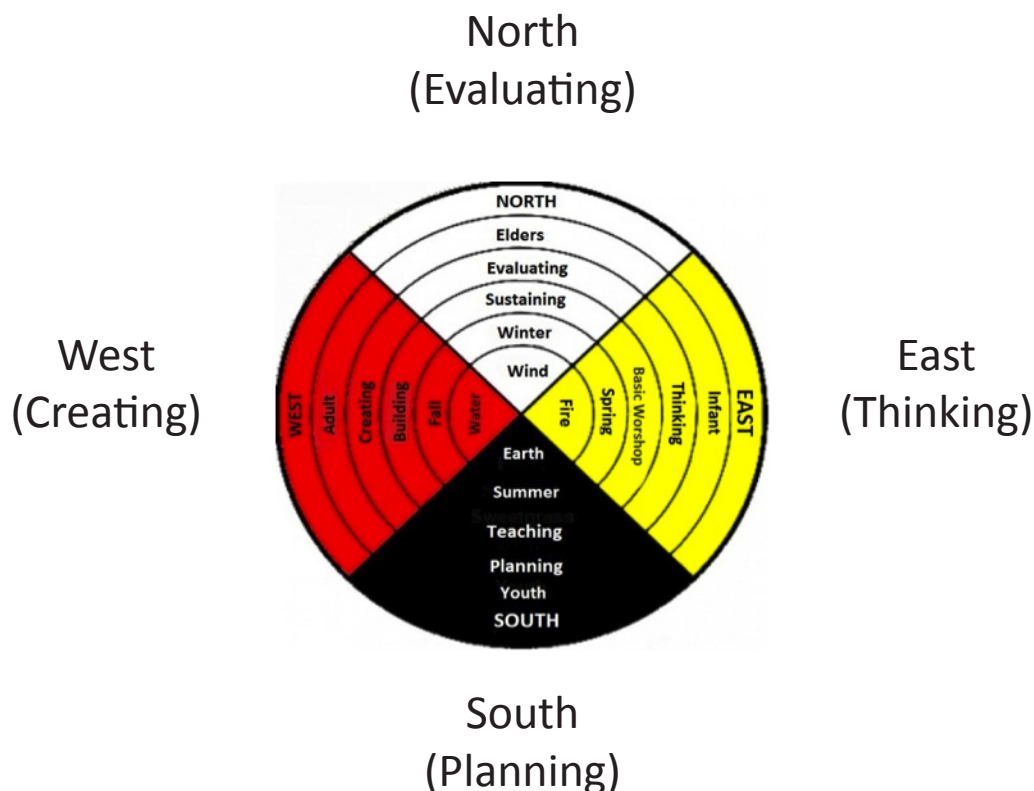 North
(Evaluating)
NORTH
Elders
Evaluating
Sustaining
Winter
Wind
West
(Creating)
WEST
Adult
Creating
Building
Fall
Water
Fire
Spring
Basic Worshop
Thinking
Infant
EAST
East
(Thinking)
Earth
Summer
Teaching
Planning
Youth
SOUTH
South
(Planning)